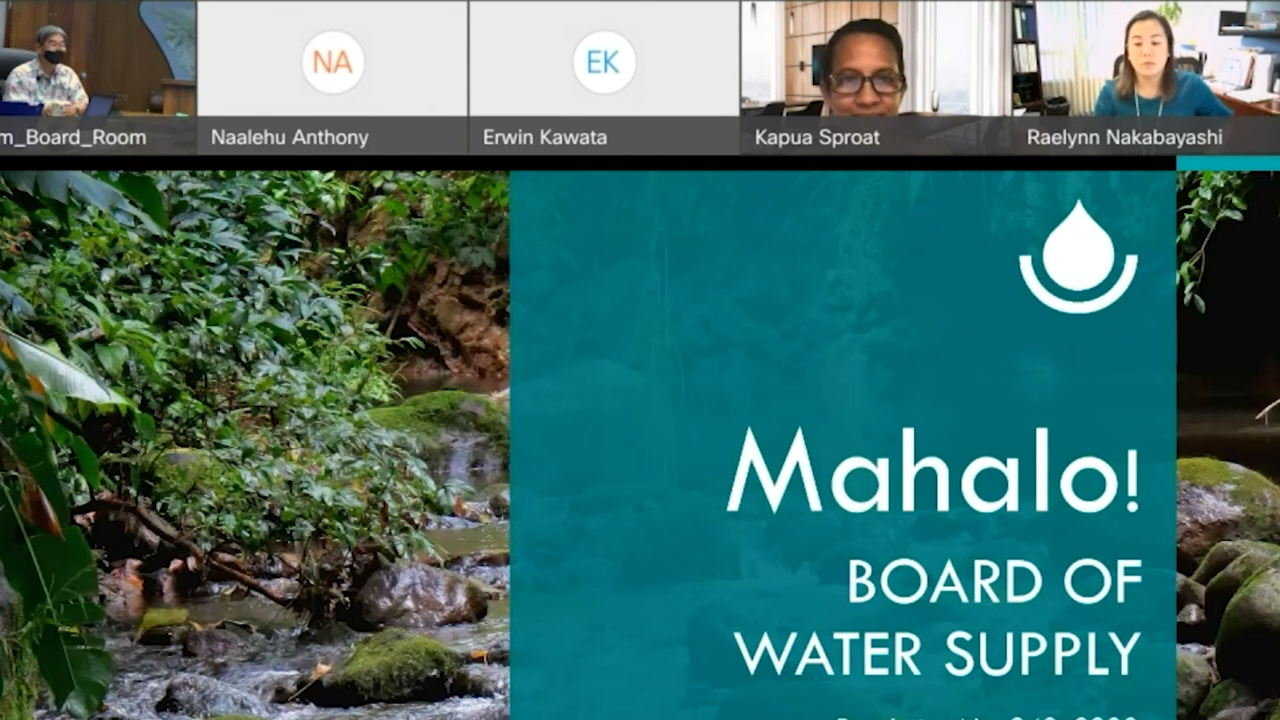 m_Board_Room
NA
Naalehu Anthony
EK
Erwin Kawata
Kapua Sproat
Raelynn Nakabayashi
Mahalo!
BOARD OF
WATER SUPPLY